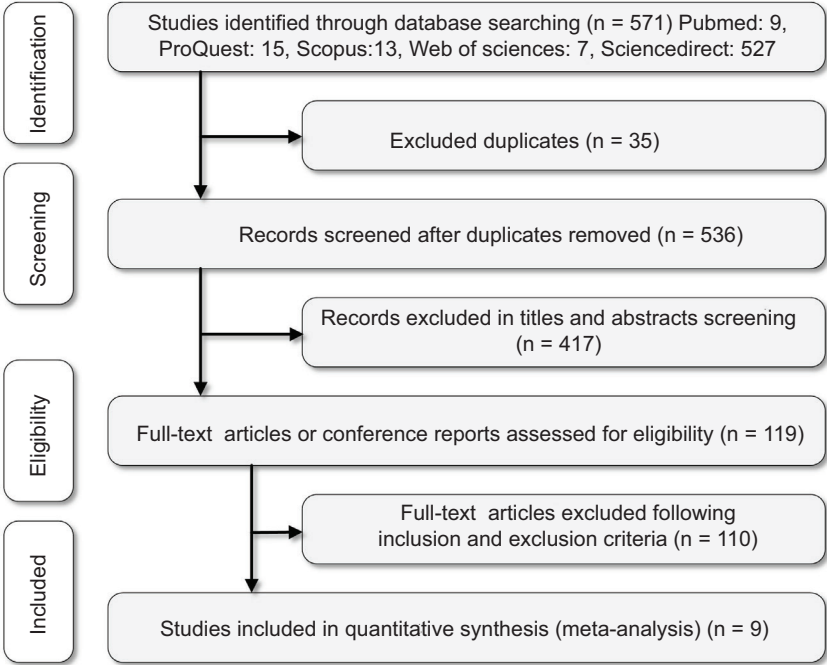 Identification
Studies identified through database searching (n = 571) Pubmed: 9,
ProQuest: 15, Scopus:13, Web of sciences: 7, Sciencedirect: 527
Excluded duplicates (n = 35)
Screening
Records screened after duplicates removed (n = 536)
Records excluded in titles and abstracts screening
(n = 417)
Eligibility
Full-text articles or conference reports assessed for eligibility (n = 119)
Full-text articles excluded following
inclusion and exclusion criteria (n = 110)
Included
Studies included in quantitative synthesis (meta-analysis) (n = 9)